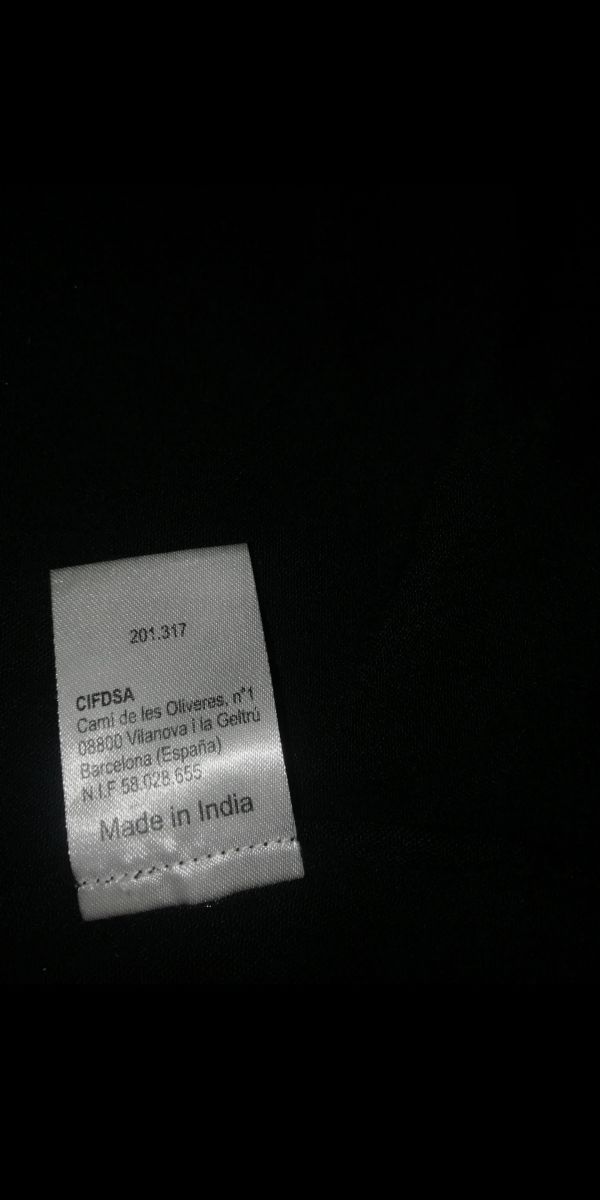 201.317
CIFDSA
Camí de les Oliveres, nº1
08800 Vilanova i la Geltrú
Barcelona (España)
N.I.F 58.028.655
Made in India